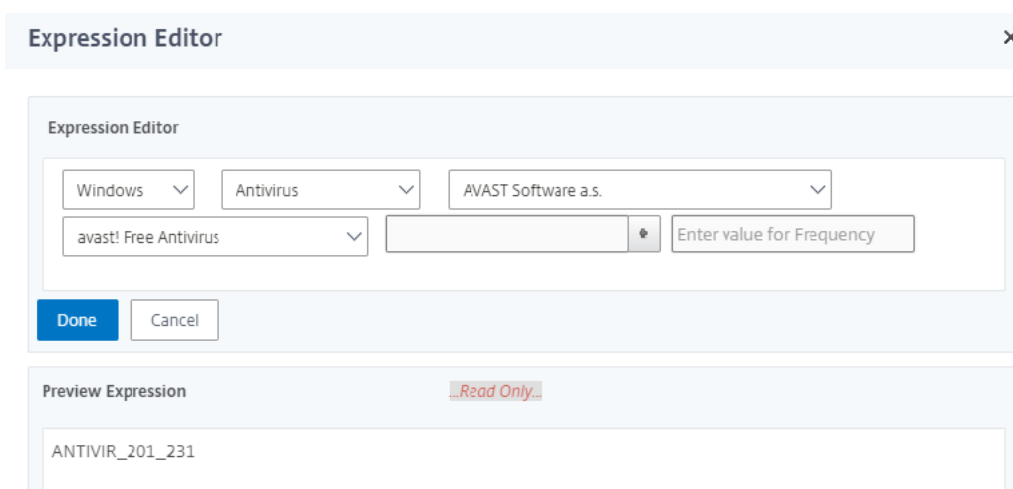 Expression Editor
Expression Editor
Windows Antivirus AVAST Software a.s.
avast! Free Antivirus Enter value for Frequency
Done Cancel
Preview Expression ...Read Only...
ANTIVIR_201_231